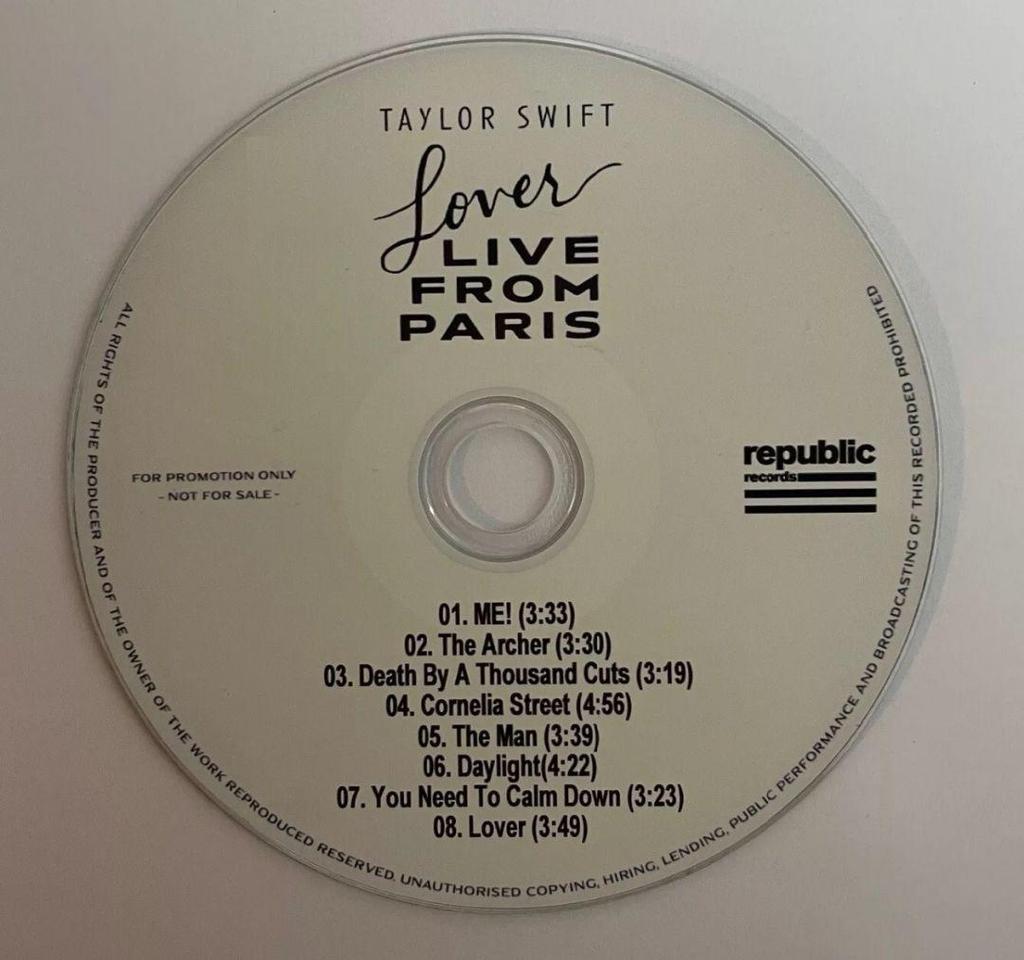 TAYLOR SWIFT
Lover
LIVE
FROM
PARIS
FOR PROMOTION ONLY
- NOT FOR SALE -
republic
records
01. ME! (3:33)
02. The Archer (3:30)
03. Death By A Thousand Cuts (3:19)
04. Cornelia Street (4:56)
05. The Man (3:39)
06. Daylight(4:22)
07. You Need To Calm Down (3:23)
08. Lover (3:49)
ALL RIGHTS OF THE PRODUCER AND OF THE OWNER OF THE WORK REPRODUCED RESERVED. UNAUTHORISED COPYING, HIRING, LENDING, PUBLIC PERFORMANCE AND BROADCASTING OF THIS RECORDED PROHIBITED